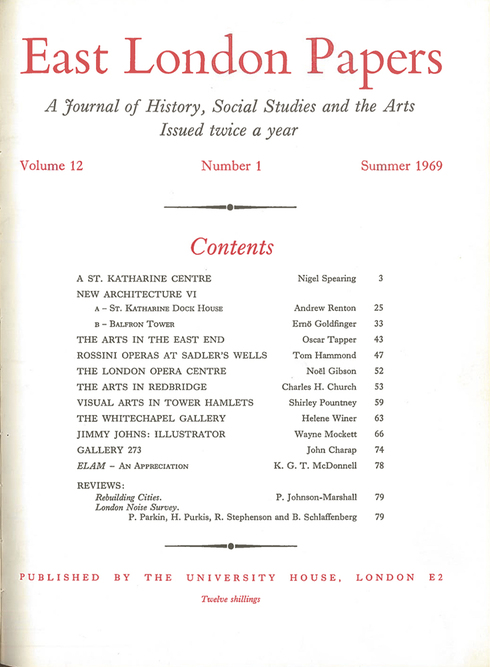 East London Papers
A Journal of History, Social Studies and the Arts
Issued twice a year
Volume 12 Number 1 Summer 1969
Contents
A ST. KATHARINE CENTRE Nigel Spearing 3
NEW ARCHITECTURE VI
A – ST. KATHARINE DOCK HOUSE Andrew Renton 25
B – BALFRON TOWER Ernö Goldfinger 33
THE ARTS IN THE EAST END Oscar Tapper 43
ROSSINI OPERAS AT SADLER'S WELLS Tom Hammond 47
THE LONDON OPERA CENTRE Noël Gibson 52
THE ARTS IN REDBRIDGE Charles H. Church 53
VISUAL ARTS IN TOWER HAMLETS Shirley Pountney 59
THE WHITECHAPEL GALLERY Helene Winer 63
JIMMY JOHNS: ILLUSTRATOR Wayne Mockett 66
GALLERY 273 John Charap 74
ELAM – AN APPRECIATION K. G. T. McDonnell 78
REVIEWS:
Rebuilding Cities. P. Johnson-Marshall 79
London Noise Survey.
P. Parkin, H. Purkis, R. Stephenson and B. Schlaffenberg 79
PUBLISHED BY THE UNIVERSITY HOUSE, LONDON E2
Twelve shillings